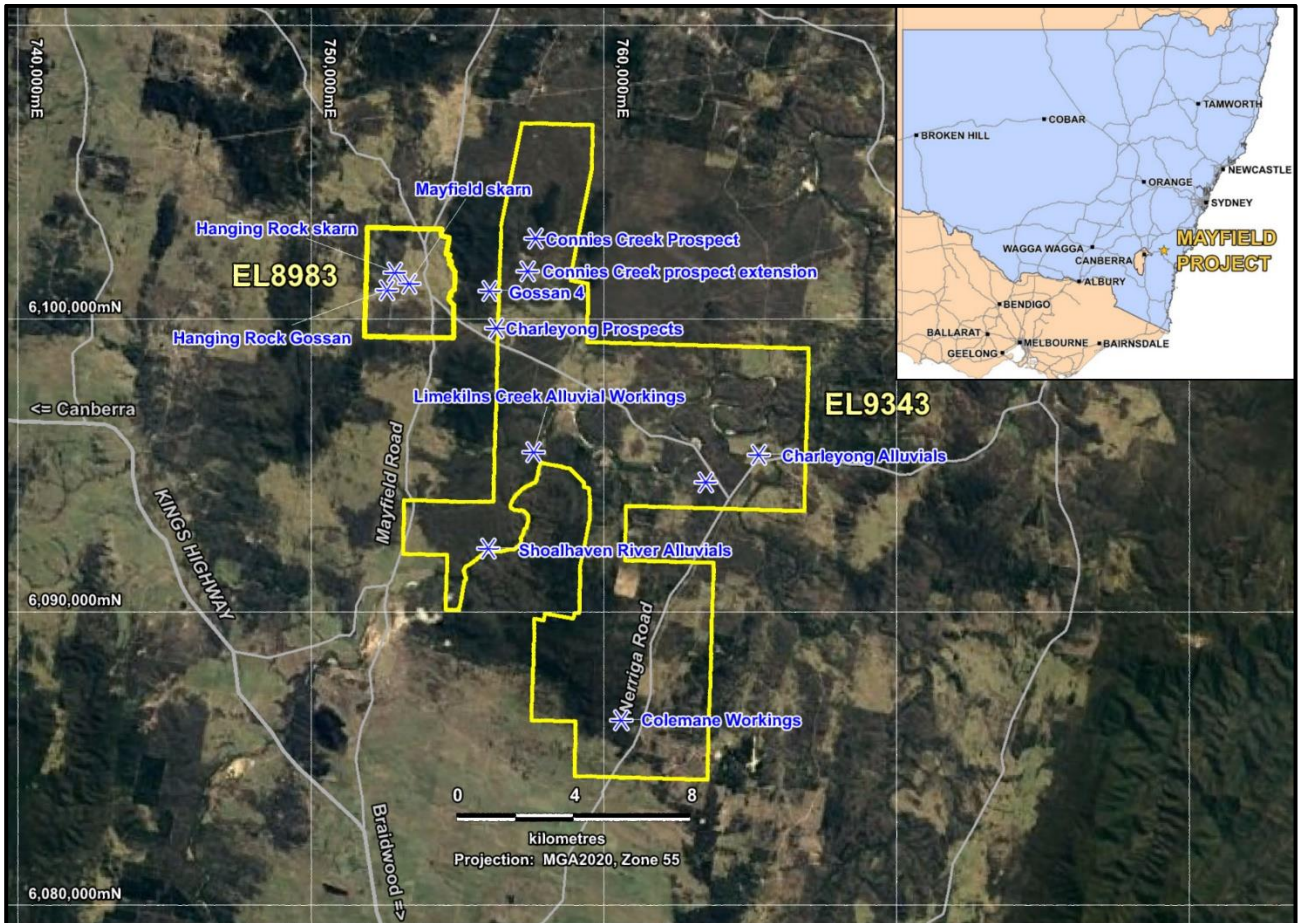 740,000mE
750,000mE
760,000mE
TAMWORTH
COBAR
BROKEN HILL
NEWCASTLE
ORANGE
SYDNEY
WAGGA WAGGA
CANBERRA
MAYFIELD
PROJECT
ALBURY
BENDIGO
BALLARAT
MELBOURNE
BAIRNSDALE
GEELONG
Mayfield skarn
Hanging Rock skarn
Connies Creek Prospect
EL8983
Connies Creek prospect extension
Gossan 4
6,100,000mN
Charleyong Prospects
Hanging Rock Gossan
Limekilns Creek Alluvial Workings
<= Canberra
EL9343
Charleyong Alluvials
Mayfield Road
KINGS HIGHWAY
Shoalhaven River Alluvials
6,090,000mN
Nerriga Road
Colemane Workings
0 4 8
kilometres
Projection: MGA2020, Zone 55
Braidwood =>
6,080,000mN